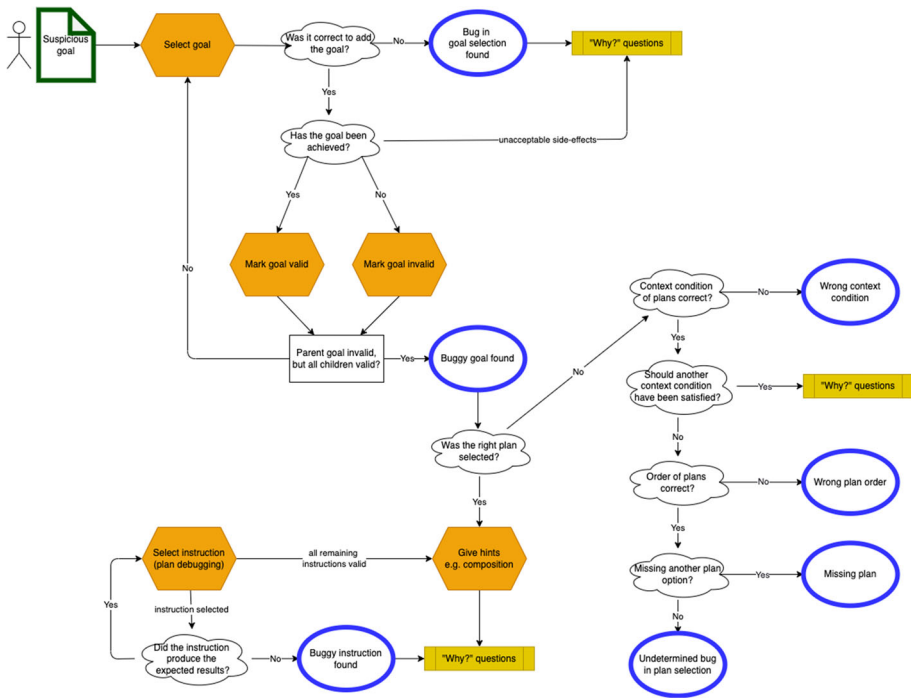 Suspicious
goal
Select goal
Was it correct to add
the goal?
No
Bug in
goal selection
found
"Why?" questions
Yes
Has the goal been
achieved?
unacceptable side-effects
Yes
No
Mark goal valid
Mark goal invalid
No
Parent goal invalid,
but all children valid?
Yes
Buggy goal found
Context condition
of plans correct?
No
Wrong context
condition
Yes
No
Should another
context condition
have been satisfied?
Yes
"Why?" questions
No
Was the right plan
selected?
Order of plans
correct?
No
Wrong plan order
Yes
Yes
Select instruction
(plan debugging)
all remaining
instructions valid
Give hints
e.g. composition
Missing another plan
option?
Yes
Missing plan
Yes
instruction selected
No
Did the instruction
produce the
expected results?
No
Buggy instruction
found
"Why?" questions
Undetermined bug
in plan selection